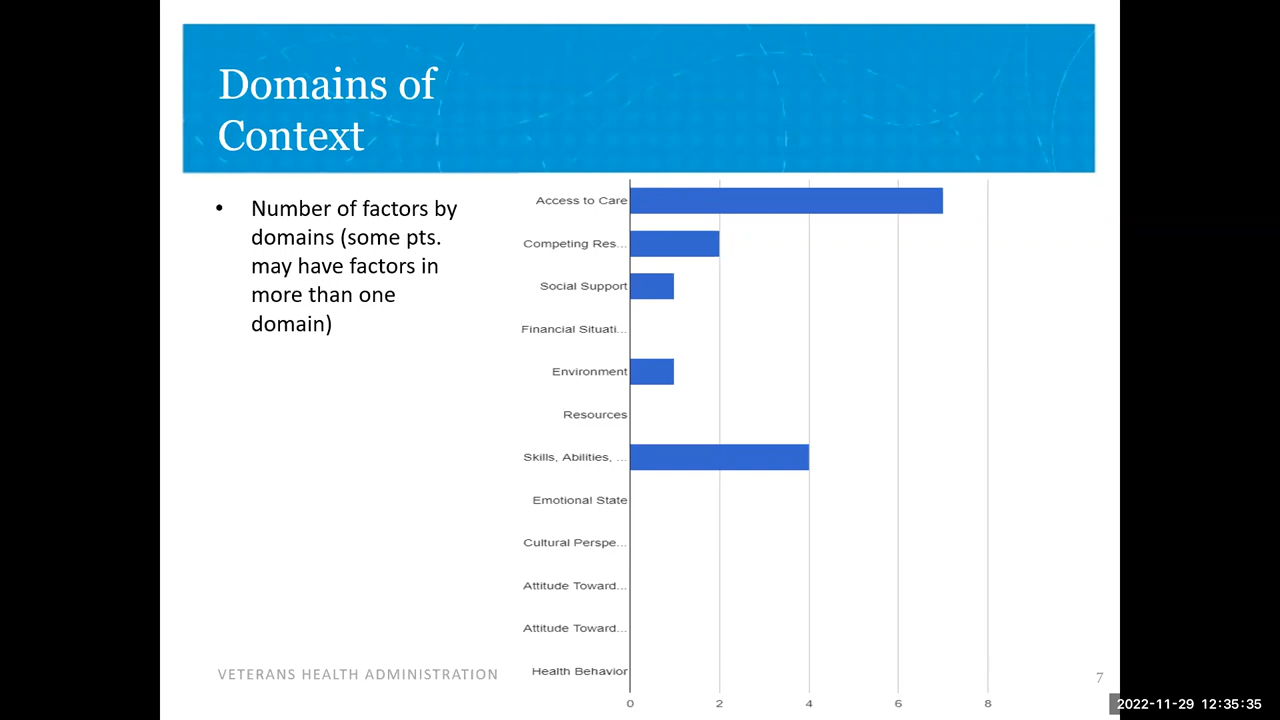 Domains of
Context
• Number of factors by
domains (some pts.
may have factors in
more than one
domain)
Access to Care
Competing Res...
Social Support
Financial Situati...
Environment
Resources
Skills, Abilities, ...
Emotional State
Cultural Perspe...
Attitude Toward...
Attitude Toward...
Health Behavior
0 2 4 6 8
VETERANS HEALTH ADMINISTRATION
7
2022-11-29 12:35:35